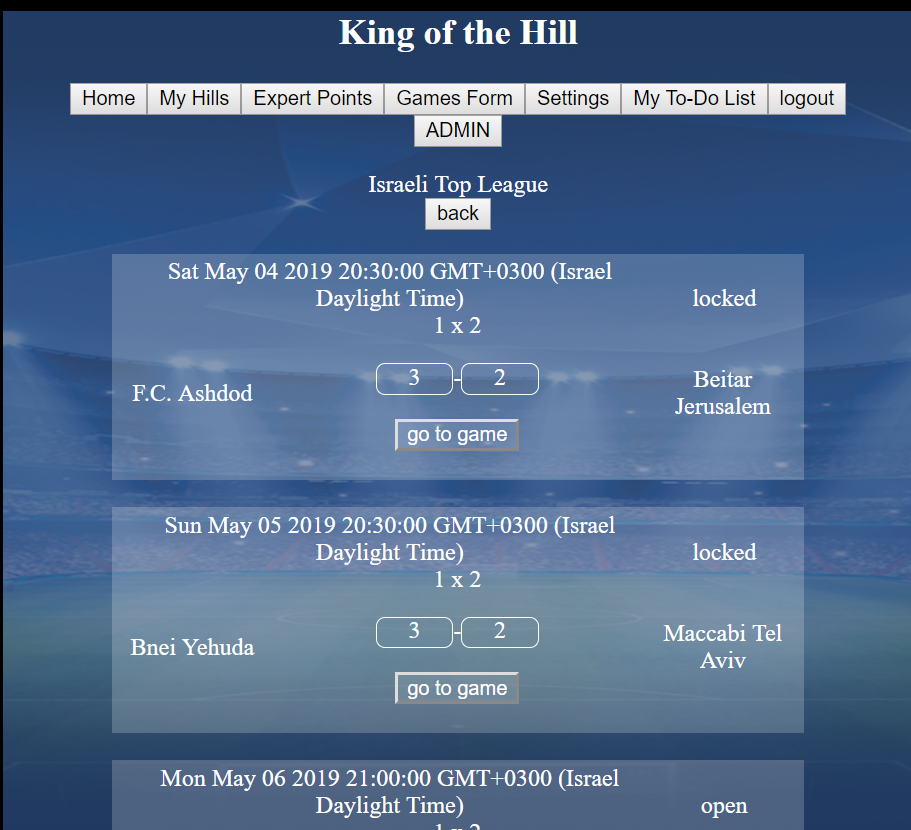 King of the Hill
Home My Hills Expert Points Games Form Settings My To-Do List logout
ADMIN
Israeli Top League
back
Sat May 04 2019 20:30:00 GMT+0300 (Israel
Daylight Time)
locked
1 x 2
F.C. Ashdod
3 - 2
Beitar
Jerusalem
go to game
Sun May 05 2019 20:30:00 GMT+0300 (Israel
Daylight Time)
locked
1 x 2
Bnei Yehuda
3 - 2
Maccabi Tel
Aviv
go to game
Mon May 06 2019 21:00:00 GMT+0300 (Israel
Daylight Time)
open
1 x 2